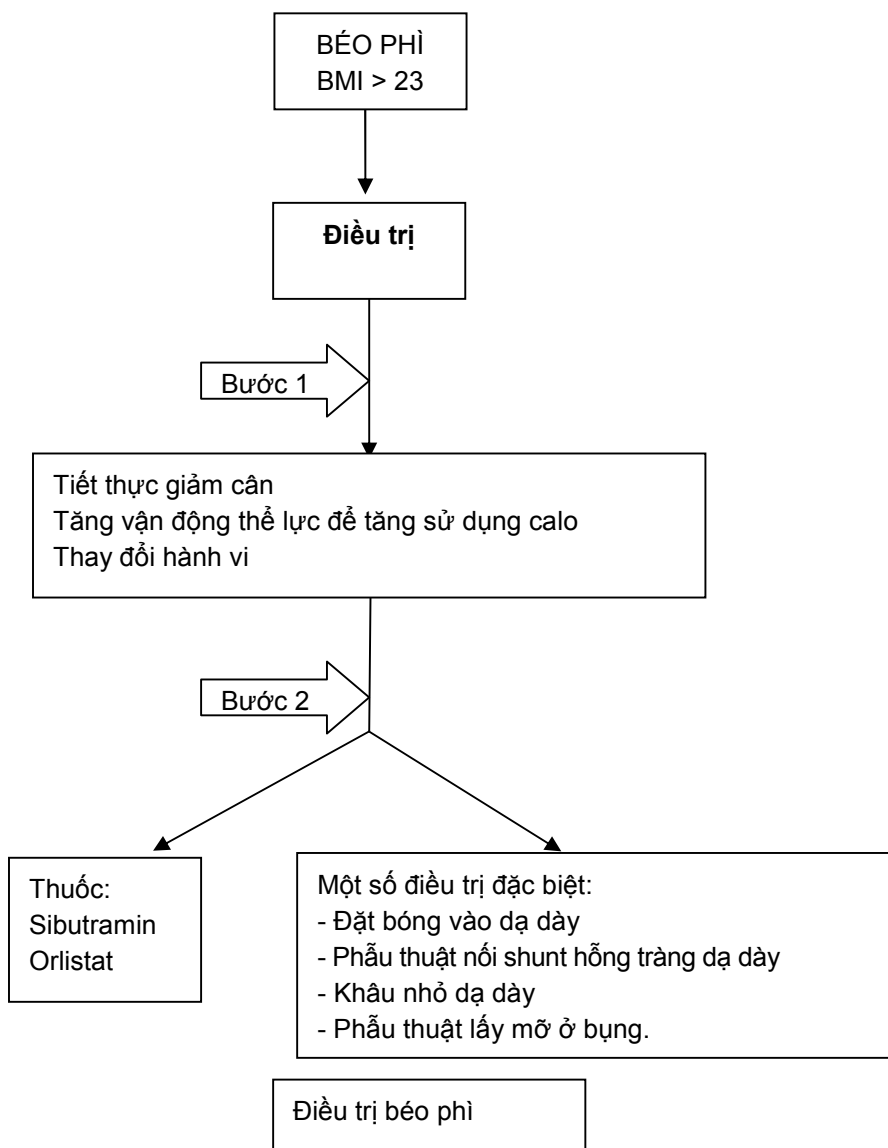 BÉO PHÌ
BMI > 23
Điều trị
Bước 1
Tiết thực giảm cân
Tăng vận động thể lực để tăng sử dụng calo
Thay đổi hành vi
Bước 2
Thuốc:
Sibutramin
Orlistat
Một số điều trị đặc biệt:
- Đặt bóng vào dạ dày
- Phẫu thuật nối shunt hỗng tràng dạ dày
- Khâu nhỏ dạ dày
- Phẫu thuật lấy mỡ ở bụng.
Điều trị béo phì